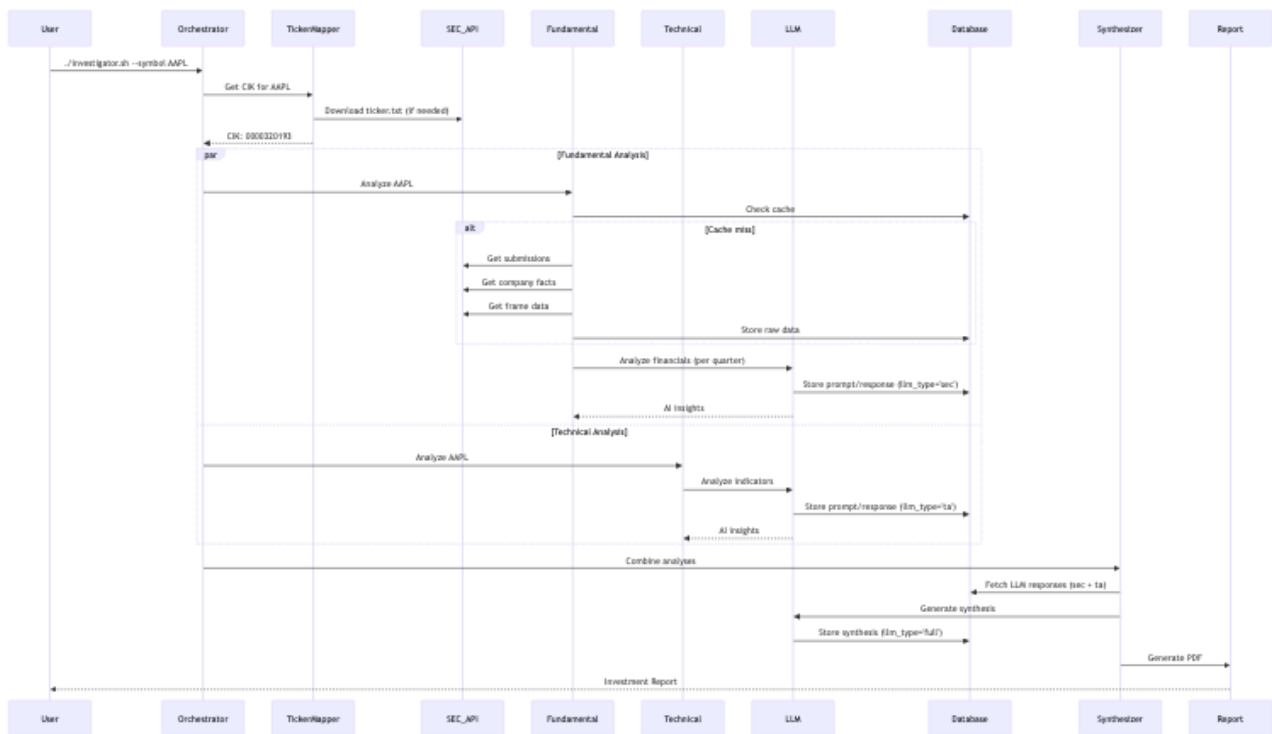 User
Orchestrator
TickerMapper
SEC_API
Fundamental
Technical
LLM
Database
Synthesizer
Report
./investigator.sh --symbol AAPL
Get CIK for AAPL
Download ticker.txt (if needed)
CIK: 0000320193
par
[Fundamental Analysis]
Analyze AAPL
Check cache
alt
[Cache miss]
Get submissions
Get company facts
Get frame data
Store raw data
Analyze financials (per quarter)
Store prompt/response (llm_type='sec')
AI insights
[Technical Analysis]
Analyze AAPL
Analyze indicators
Store prompt/response (llm_type='ta')
AI insights
Combine analyses
Fetch LLM responses (sec + ta)
Generate synthesis
Store synthesis (llm_type='full')
Generate PDF
Investment Report
User
Orchestrator
TickerMapper
SEC_API
Fundamental
Technical
LLM
Database
Synthesizer
Report